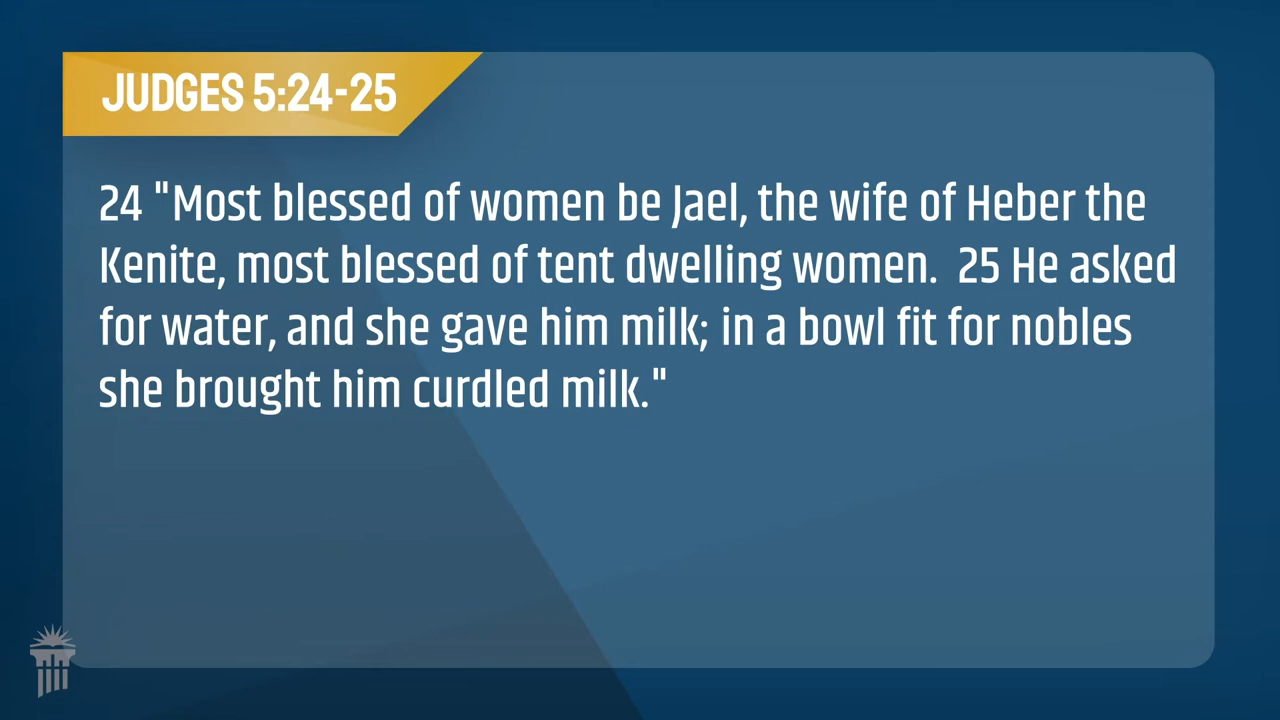 JUDGES 5:24-25
24 "Most blessed of women be Jael, the wife of Heber the
Kenite, most blessed of tent dwelling women.  25 He asked
for water, and she gave him milk; in a bowl fit for nobles
she brought him curdled milk."